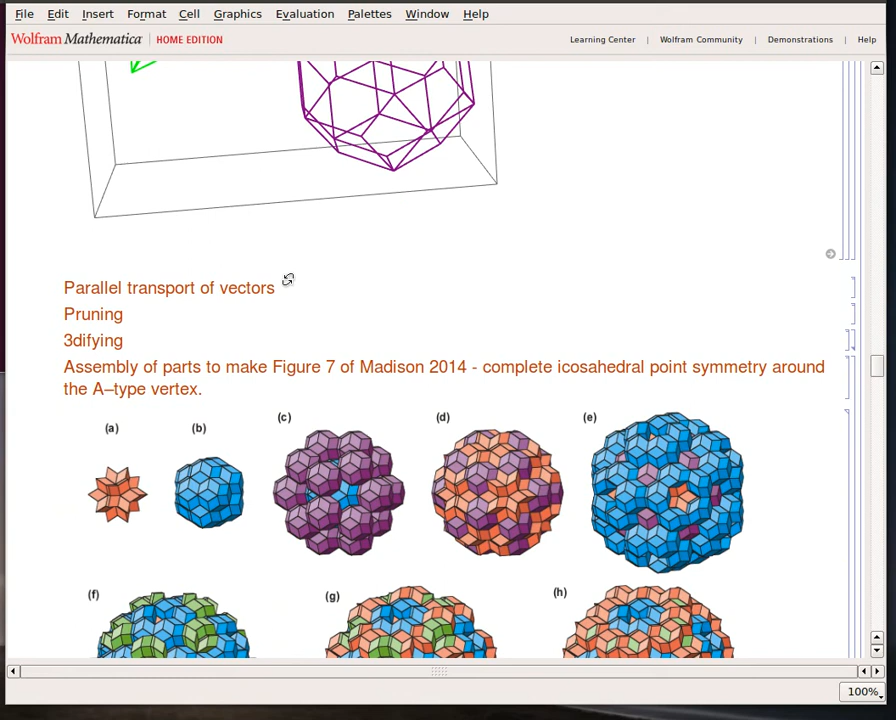 File Edit Insert Format Cell Graphics Evaluation Palettes Window Help
Wolfram Mathematica | HOME EDITION Learning Center | Wolfram Community | Demonstrations | Help
Parallel transport of vectors
Pruning
3difying
Assembly of parts to make Figure 7 of Madison 2014 - complete icosahedral point symmetry around
the A–type vertex.
(a) (b) (c) (d) (e)
(f) (g) (h)
100%